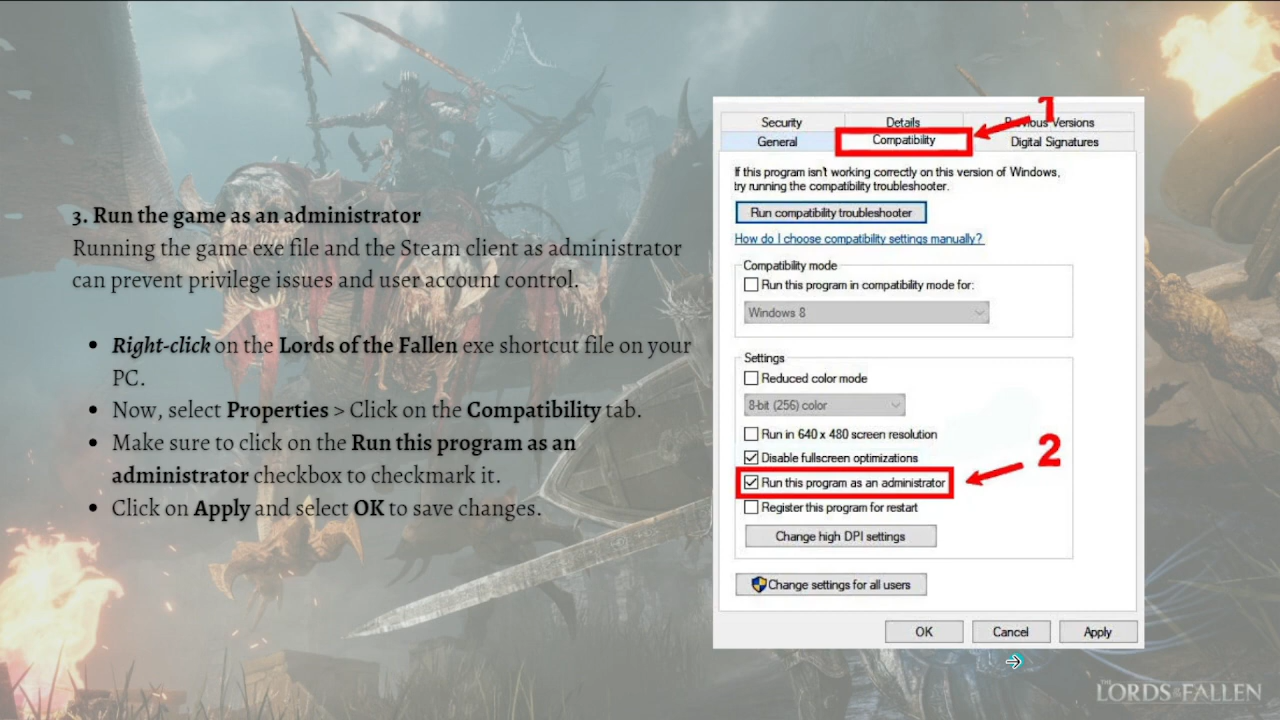 3. Run the game as an administrator
Running the game exe file and the Steam client as administrator
can prevent privilege issues and user account control.
• Right-click on the Lords of the Fallen exe shortcut file on your
PC.
• Now, select Properties > Click on the Compatibility tab.
• Make sure to click on the Run this program as an
administrator checkbox to checkmark it.
• Click on Apply and select OK to save changes.
1
Security Details Previous Versions
General Compatibility Digital Signatures
If this program isn't working correctly on this version of Windows,
try running the compatibility troubleshooter.
Run compatibility troubleshooter
How do I choose compatibility settings manually?
Compatibility mode
Run this program in compatibility mode for:
Windows 8
Settings
Reduced color mode
8-bit (256) color
Run in 640 x 480 screen resolution
Disable fullscreen optimizations
2
Run this program as an administrator
Register this program for restart
Change high DPI settings
Change settings for all users
OK Cancel Apply
THE LORDS OF THE FALLEN